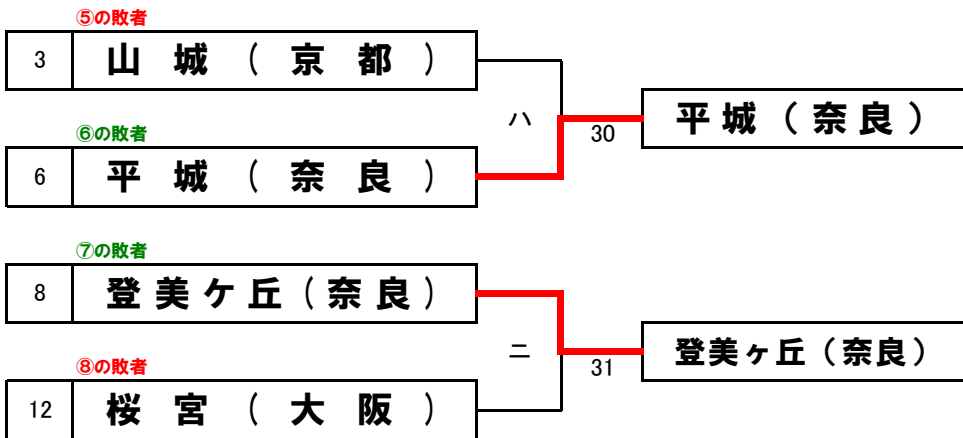 ⑤の敗者
3 山城(京都)
⑥の敗者
6 平城(奈良)
ハ
30
平城(奈良)
⑦の敗者
8 登美ケ丘(奈良)
⑧の敗者
12 桜宮(大阪)
ニ
31
登美ヶ丘(奈良)